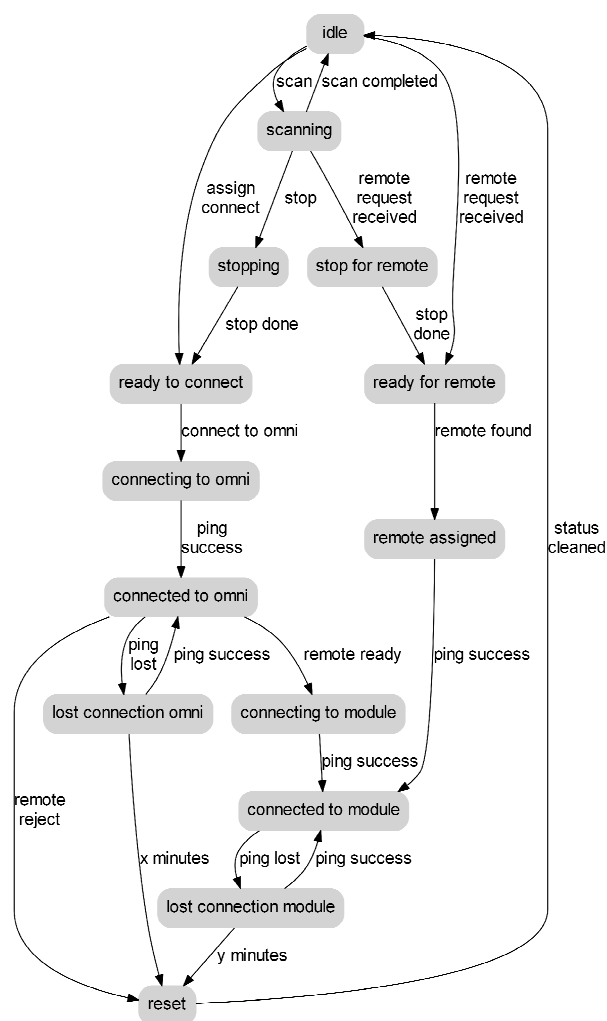 idle
scan
scan completed
scanning
assign
connect
stop
remote
request
received
remote
request
received
stopping
stop for remote
stop done
stop
done
ready to connect
ready for remote
connect to omni
remote found
connecting to omni
ping
success
remote assigned
status
cleaned
connected to omni
ping
lost
ping success
remote ready
ping success
lost connection omni
connecting to module
ping success
remote
reject
connected to module
x minutes
ping lost
ping success
lost connection module
y minutes
reset